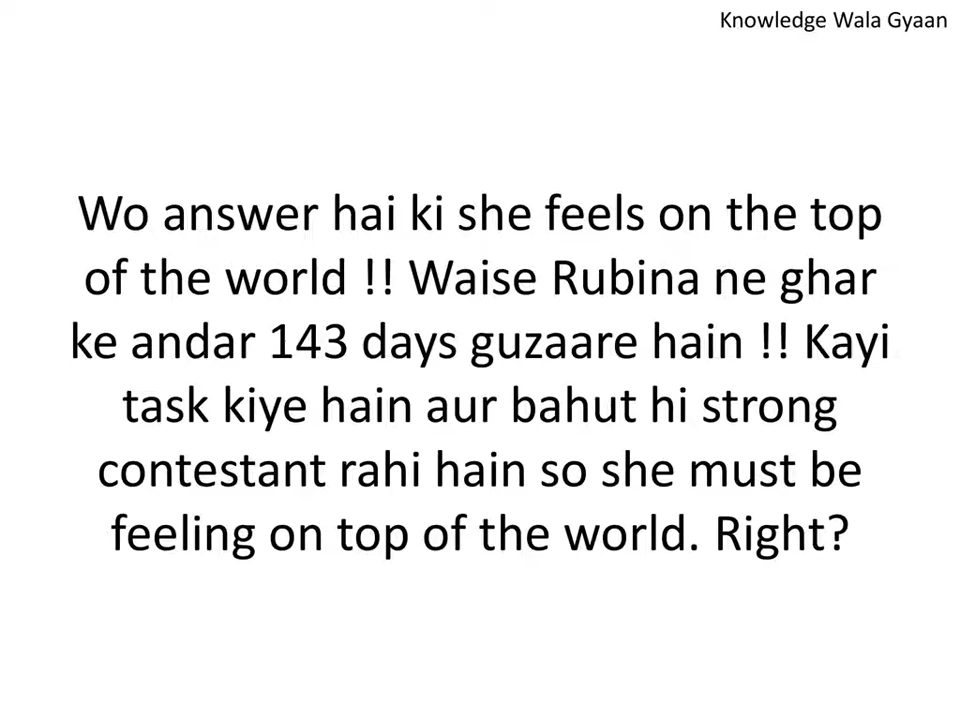 Knowledge Wala Gyaan
Wo answer hai ki she feels on the top
of the world !! Waise Rubina ne ghar
ke andar 143 days guzaare hain !! Kayi
task kiye hain aur bahut hi strong
contestant rahi hain so she must be
feeling on top of the world. Right?